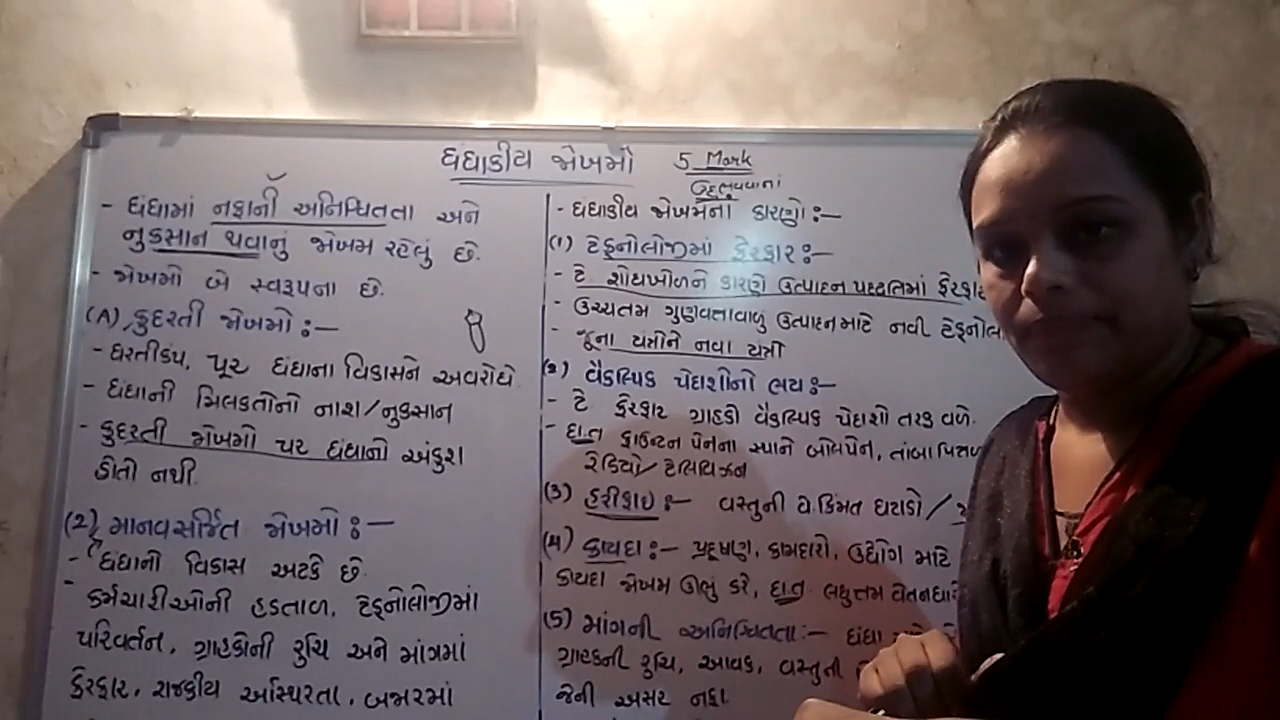 ધંધાકીય જોખમો 5 Mark
- ધંધામાં નફાની અનિશ્ચિતતા અને
નુકસાન થવાનું જોખમ રહેલું છે.
- જોખમો બે સ્વરૂપના છે.
(A) કુદરતી જોખમો :-
- ધરતીકંપ, પૂર ધંધાના વિકાસને અવરોધે
- ધંધાની મિલકતોનો નાશ/નુકસાન
- કુદરતી જોખમો પર ધંધાનો અંકુશ
હોતો નથી.
(2) માનવસર્જિત જોખમો :-
- ધંધાનો વિકાસ અટકે છે.
- કર્મચારીઓની હડતાળ, ટેકનોલોજીમાં
પરિવર્તન, ગ્રાહકોની રુચિ અને માંગમાં
ફેરફાર, રાજકીય અસ્થિરતા, બજારમાં
ઉદ્ભવવાનાં
- ધંધાકીય જોખમનાં કારણો :-
(1) ટેકનોલોજીમાં ફેરફાર :-
- ટે. શોધખોળને કારણે ઉત્પાદન પદ્ધતિમાં
- ઉચ્ચતમ ગુણવત્તાવાળું ઉત્પાદન માટે નવી
- જૂના યંત્રોને નવા યંત્રો
(2) વૈકલ્પિક પેદાશોનો ભય :-
- ટે. ફેરફાર ગ્રાહકો વૈકલ્પિક પેદાશો તરફ વળે.
- દા.ત ફાઉન્ટન પેનના સ્થાને બોલપેન, તાંબા
રેડિયો/ટેલિવિઝન
(3) હરીફાઇ :- વસ્તુની વે.કિંમત ઘટાડો /
(4) કાયદા :- પ્રદૂષણ, કામદારો, ઉદ્યોગ માટે
કાયદા જોખમ ઊભું કરે, દા.ત લઘુત્તમ
(5) માંગની અનિશ્ચિતતા :- ધંધા
ગ્રાહકની રુચિ, આવક, વસ્તુની
જેની અસર નફા